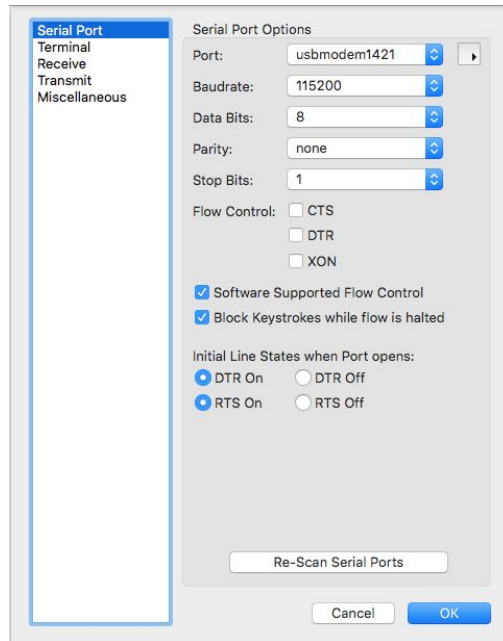 Serial Port
Terminal
Receive
Transmit
Miscellaneous
Serial Port Options
Port: usbmodem1421
Baudrate: 115200
Data Bits: 8
Parity: none
Stop Bits: 1
Flow Control: CTS
DTR
XON
Software Supported Flow Control
Block Keystrokes while flow is halted
Initial Line States when Port opens:
DTR On DTR Off
RTS On RTS Off
Re-Scan Serial Ports
Cancel OK